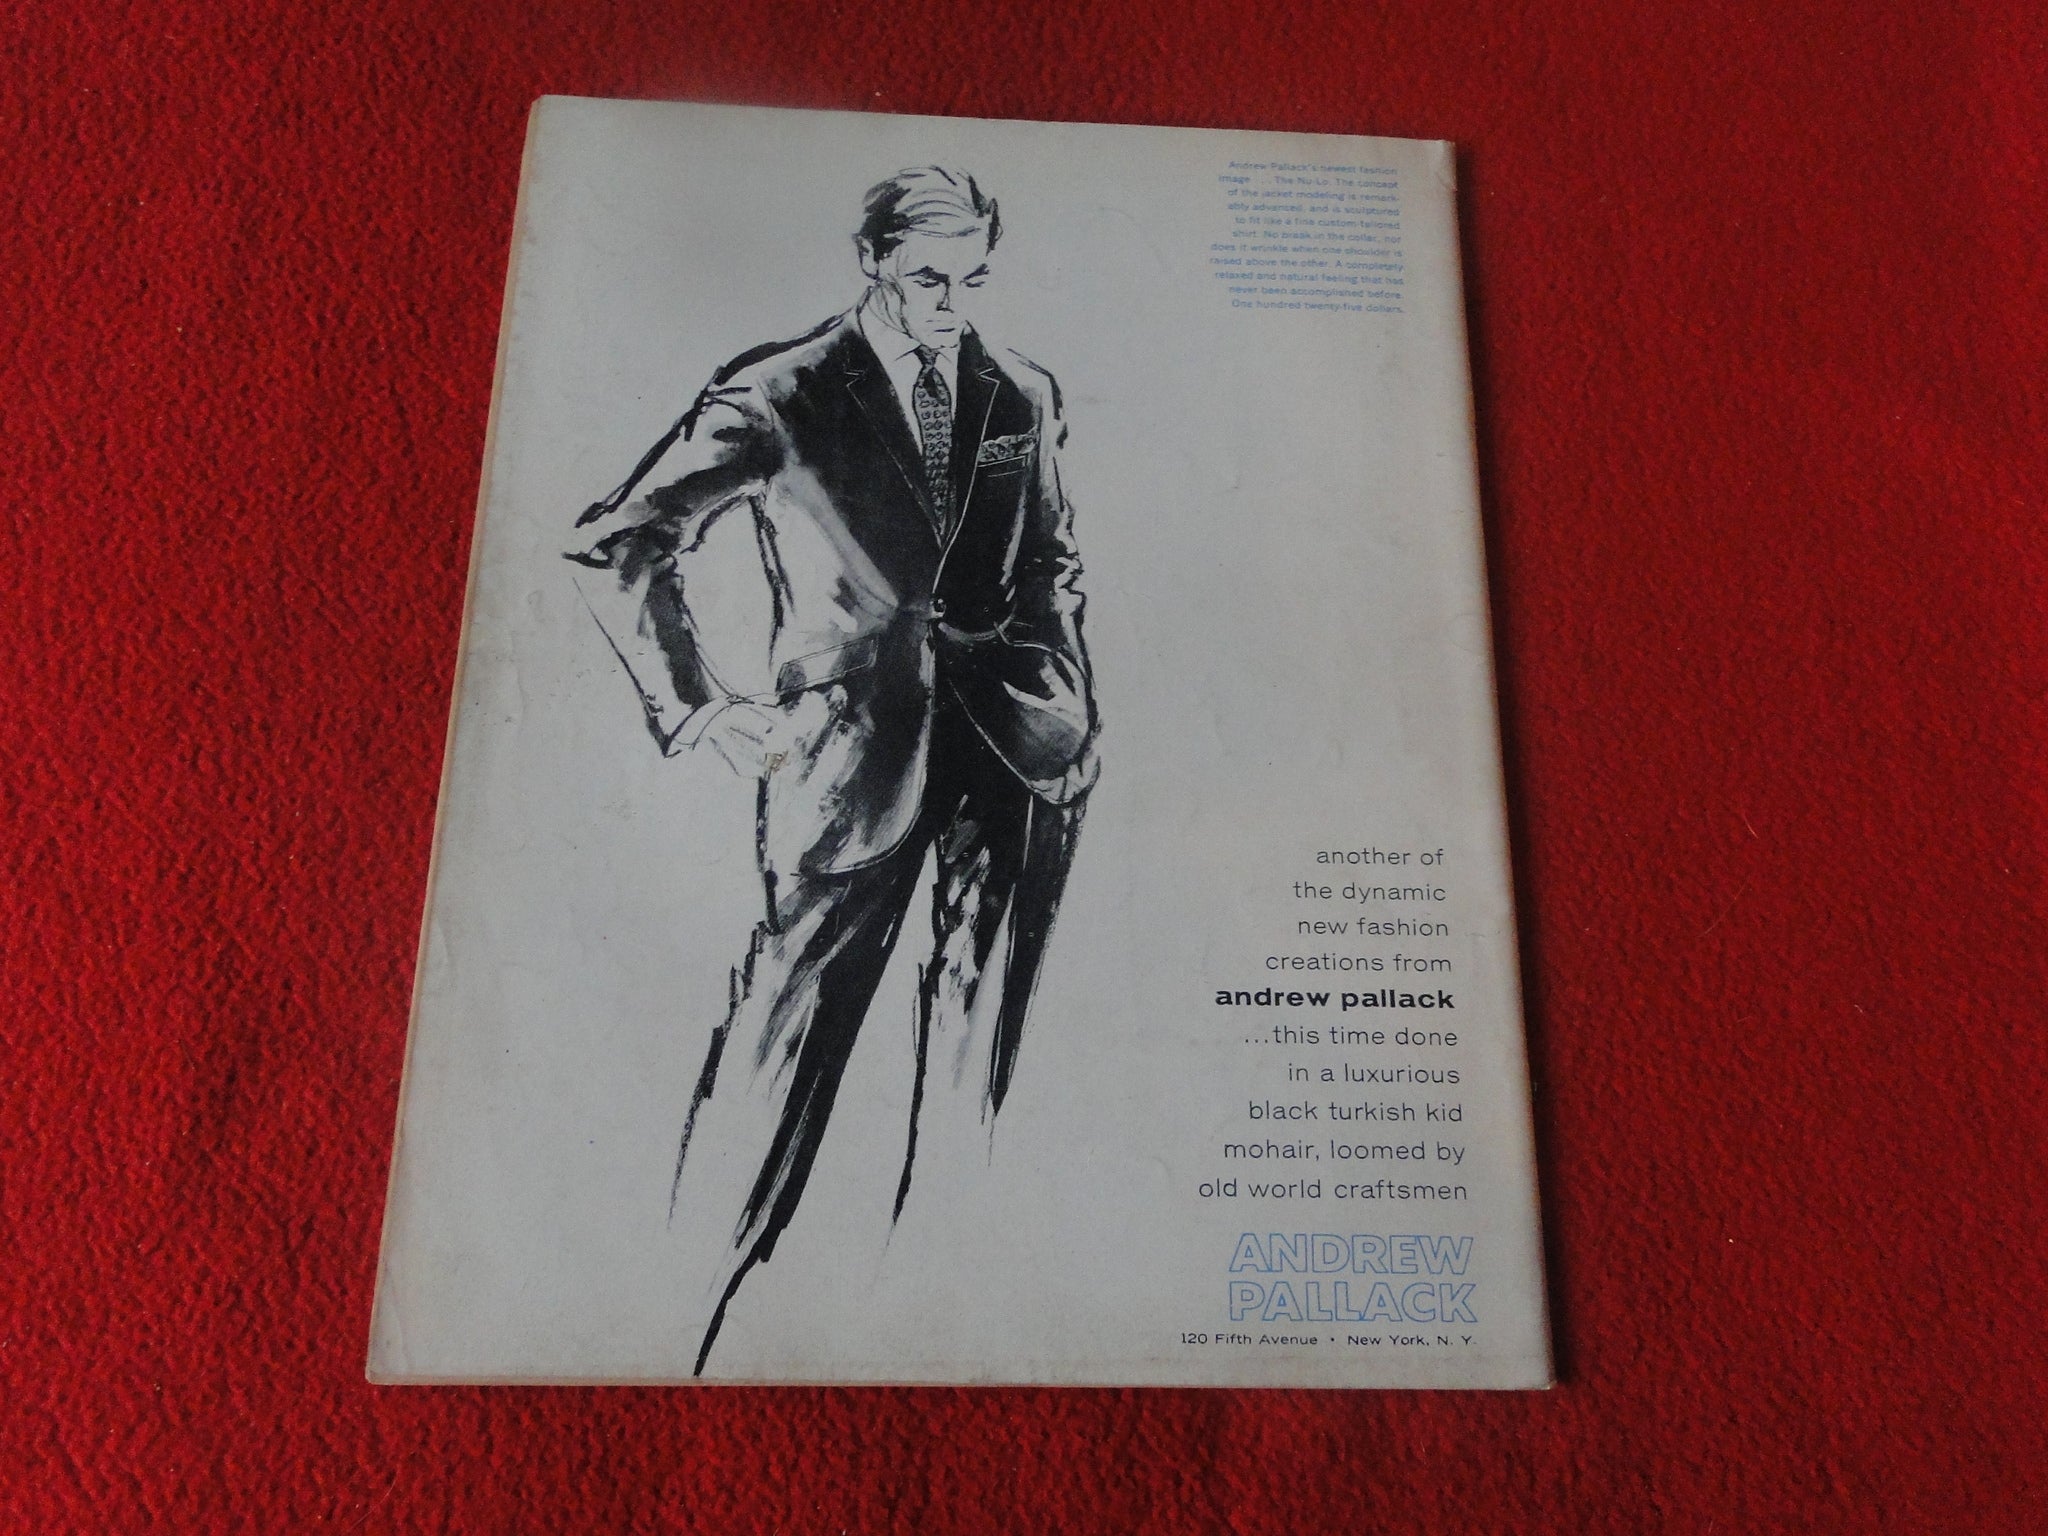 Andrew Pallack's newest fashion
image . . . The Nu-Lo. The concept
of the jacket modeling is remark-
ably advanced, and is sculptured
to fit like a fine custom-tailored
shirt. No break in the collar, nor
does it wrinkle when one shoulder is
raised above the other. A completely
relaxed and natural feeling that has
never been accomplished before.
One hundred twenty-five dollars.
another of
the dynamic
new fashion
creations from
andrew pallack
...this time done
in a luxurious
black turkish kid
mohair, loomed by
old world craftsmen
ANDREW
PALLACK
120 Fifth Avenue • New York, N. Y.